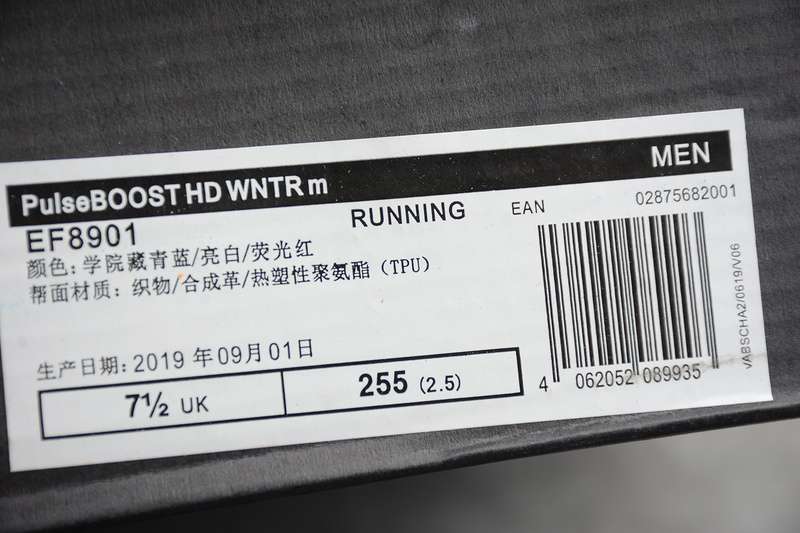 PulseBOOST HD WNTR m MEN
EF8901 RUNNING EAN 02875682001
颜色: 学院藏青蓝/亮白/荧光红
帮面材质: 织物/合成革/热塑性聚氨酯 (TPU)
生产日期: 2019 年09月01日
7½ UK 255 (2.5)
4 062052 089935
VABSCHA2/0619/V06